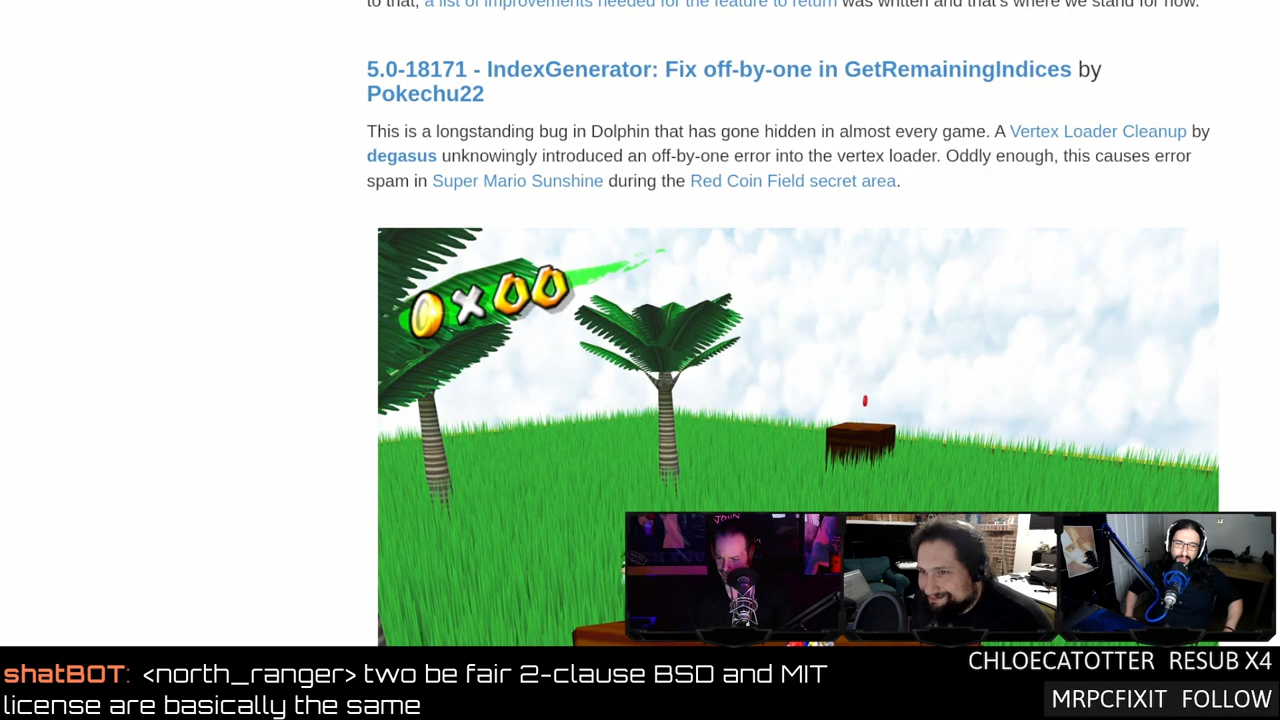 to that, a list of improvements needed for the feature to return was written and that's where we stand for now.
5.0-18171 - IndexGenerator: Fix off-by-one in GetRemainingIndices by
Pokechu22
This is a longstanding bug in Dolphin that has gone hidden in almost every game. A Vertex Loader Cleanup by
degasus unknowingly introduced an off-by-one error into the vertex loader. Oddly enough, this causes error
spam in Super Mario Sunshine during the Red Coin Field secret area.
0×00
shatBOT: <north_ranger> two be fair 2-clause BSD and MIT
license are basically the same
CHLOECATOTTER RESUB X4
MRPCFIXIT FOLLOW